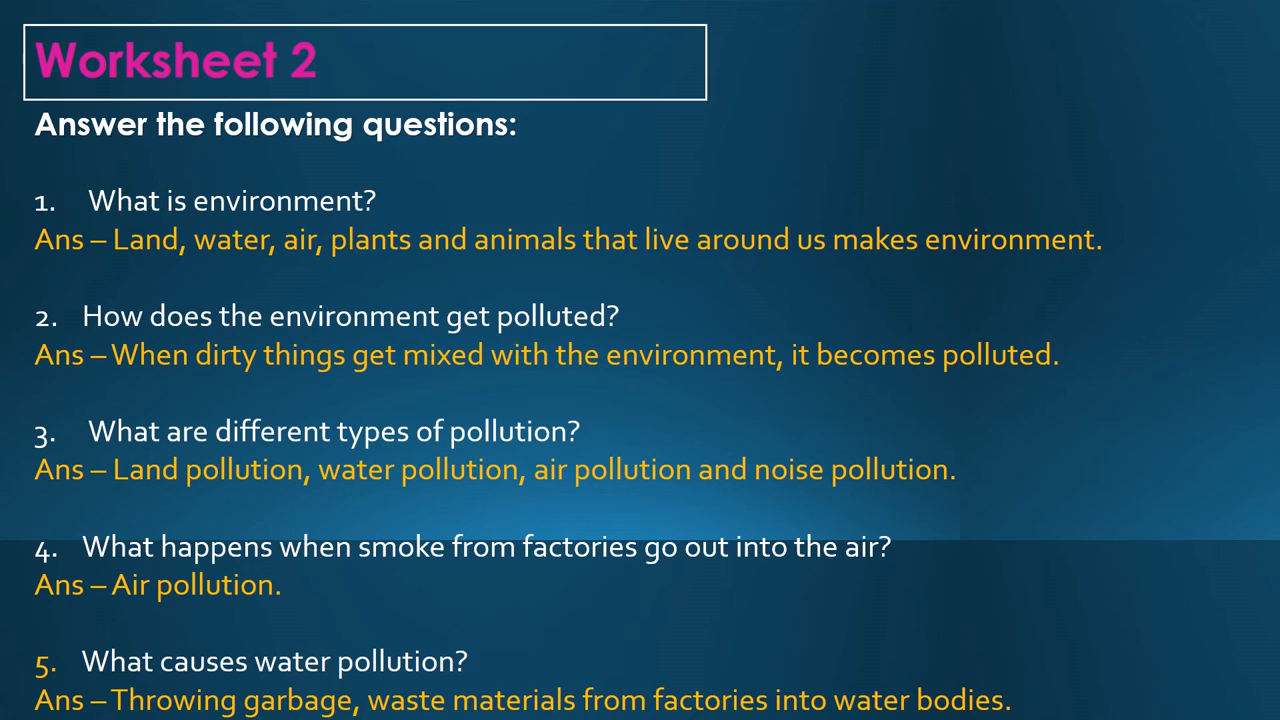 Worksheet 2
Answer the following questions:
1. What is environment?
Ans – Land, water, air, plants and animals that live around us makes environment.
2. How does the environment get polluted?
Ans – When dirty things get mixed with the environment, it becomes polluted.
3. What are different types of pollution?
Ans – Land pollution, water pollution, air pollution and noise pollution.
4. What happens when smoke from factories go out into the air?
Ans – Air pollution.
5. What causes water pollution?
Ans – Throwing garbage, waste materials from factories into water bodies.